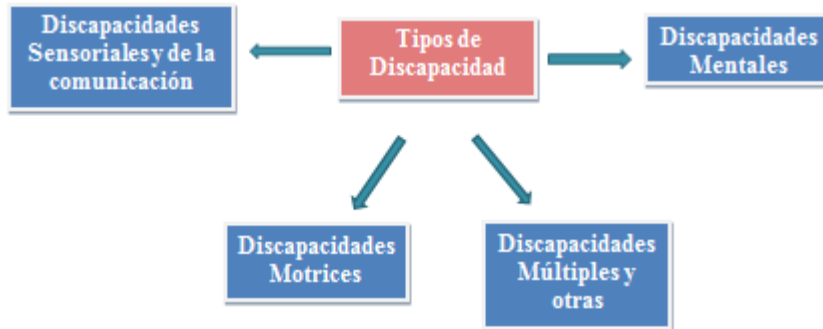 Discapacidades
Sensoriales y de la
comunicación
Tipos de
Discapacidad
Discapacidades
Mentales
Discapacidades
Motrices
Discapacidades
Múltiples y
otras